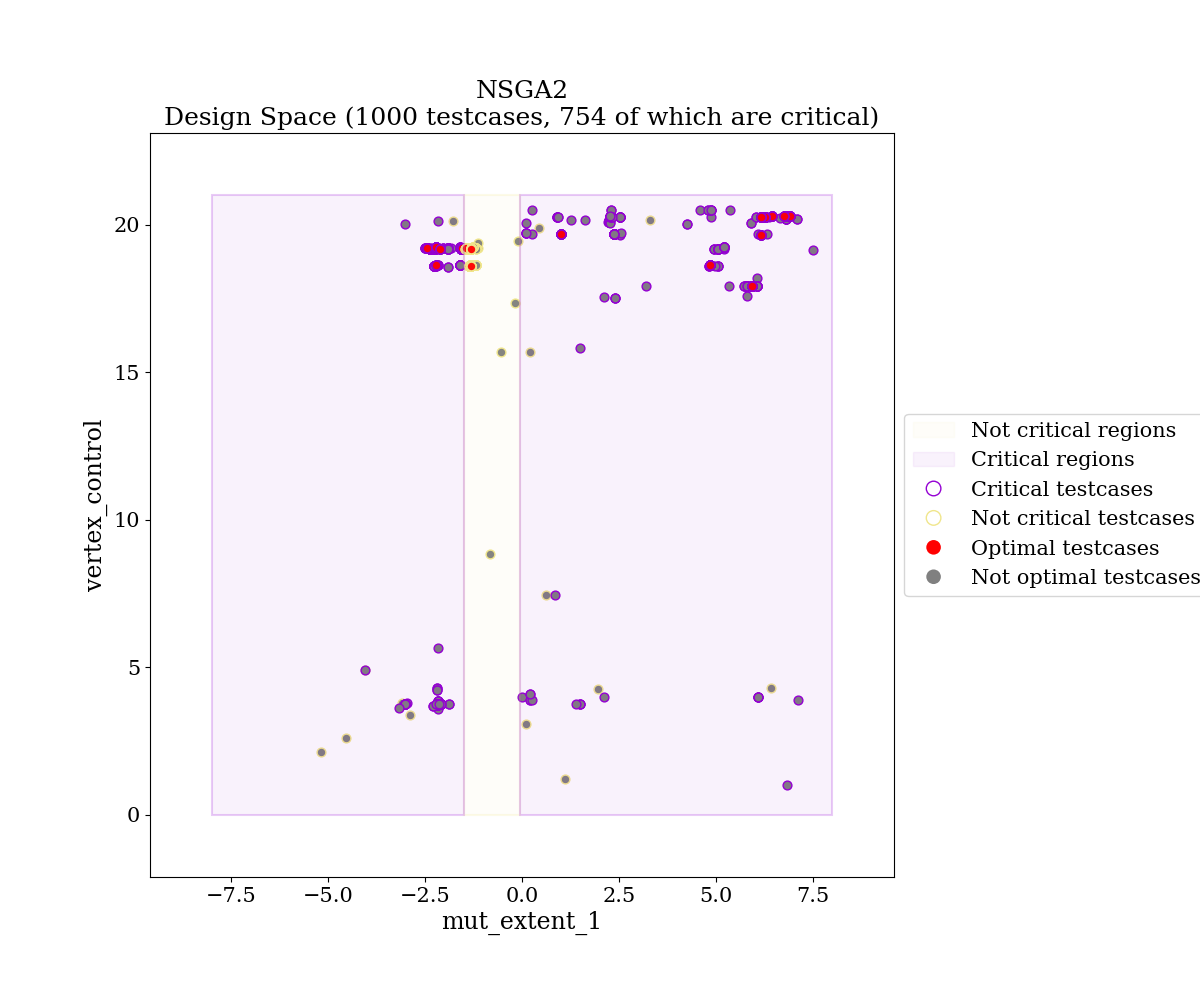 NSGA2
Design Space (1000 testcases, 754 of which are critical)
vertex_control
20
15
10
5
0
−7.5
−5.0
−2.5
0.0
2.5
5.0
7.5
mut_extent_1
Not critical regions
Critical regions
Critical testcases
Not critical testcases
Optimal testcases
Not optimal testcases